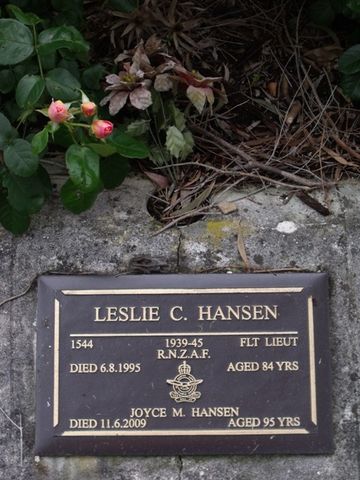 LESLIE C. HANSEN
1544 1939-45 FLT LIEUT
R.N.Z.A.F.
DIED 6.8.1995 AGED 84 YRS
JOYCE M. HANSEN
DIED 11.6.2009 AGED 95 YRS